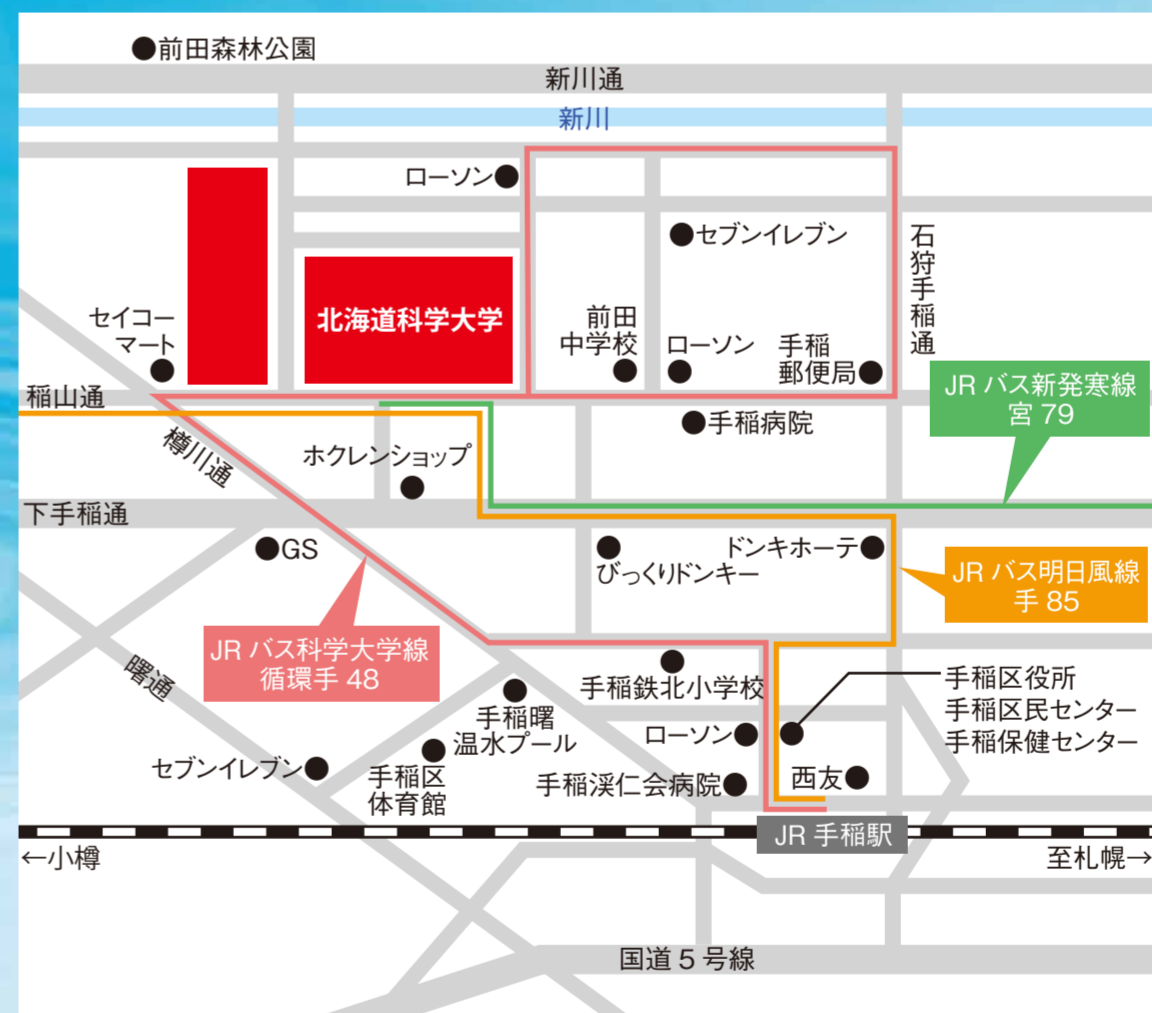 ●前田森林公園
新川通
新川
ローソン●
●セブンイレブン
石狩手稲通
北海道科学大学
セイコー
マート
前田
中学校
ローソン
手稲
郵便局●
JR バス新発寒線
宮 79
稲山通
●手稲病院
樽川通
ホクレンショップ
下手稲通
●GS
びっくりドンキー
ドンキホーテ●
JR バス明日風線
手 85
JR バス科学大学線
循環手 48
曙通
手稲鉄北小学校
手稲区役所
手稲区民センター
手稲保健センター
手稲曙
温水プール
ローソン●
セブンイレブン●
手稲区
体育館
手稲渓仁会病院●
西友●
JR 手稲駅
←小樽
至札幌→
国道 5 号線